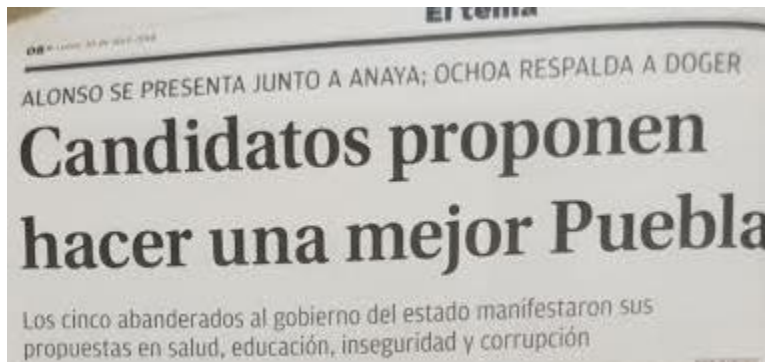 El tema
08
ALONSO SE PRESENTA JUNTO A ANAYA; OCHOA RESPALDA A DOGER
Candidatos proponen
hacer una mejor Puebla
Los cinco abanderados al gobierno del estado manifestaron sus
propuestas en salud, educación, inseguridad y corrupción